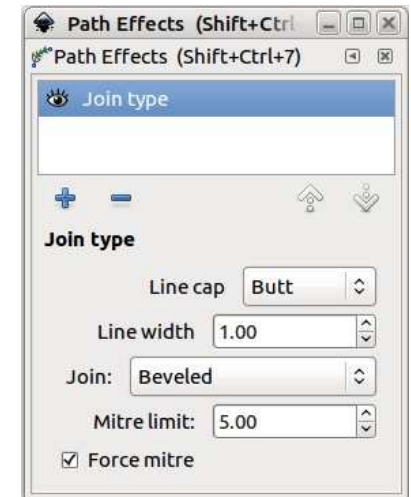 Path Effects (Shift+Ctrl
Path Effects (Shift+Ctrl+7)
Join type
Join type
Line cap Butt
Line width 1.00
Join: Beveled
Mitre limit: 5.00
Force mitre